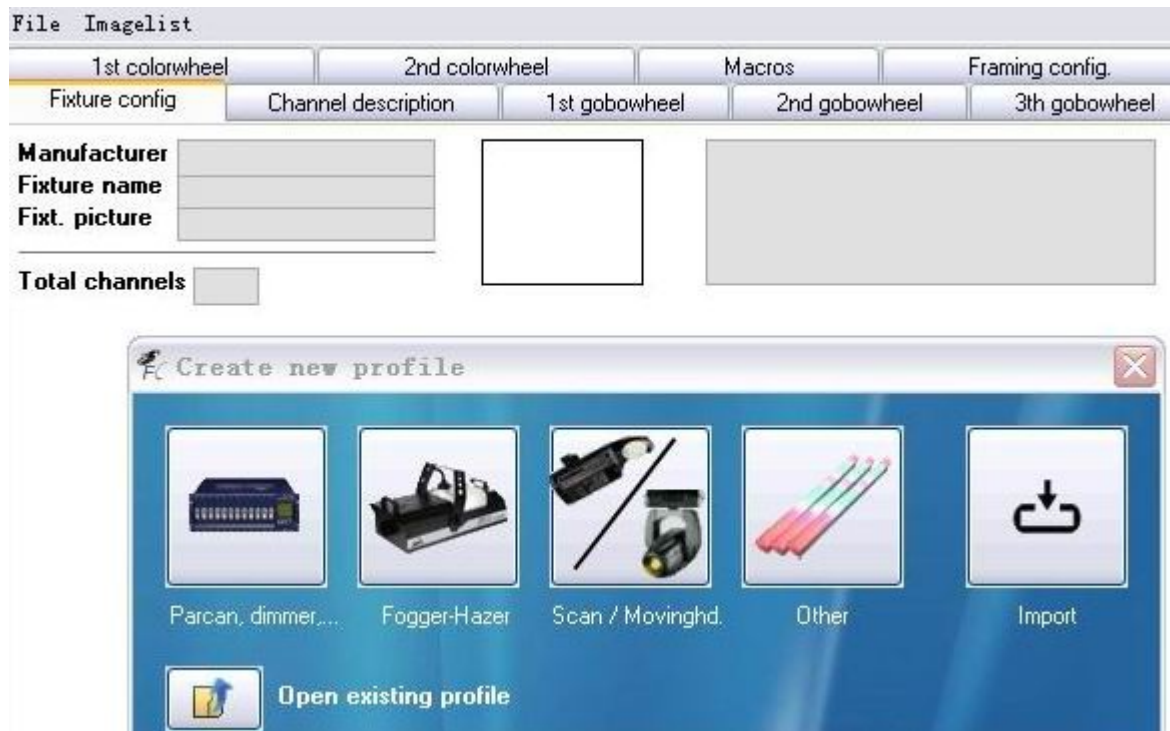 File Imagelist
1st colorwheel 2nd colorwheel Macros Framing config.
Fixture config Channel description 1st gobowheel 2nd gobowheel 3th gobowheel
Manufacturer
Fixture name
Fixt. picture
Total channels
FC Create new profile
Parcan, dimmer,... Fogger-Hazer Scan / Movinghd. Other Import
Open existing profile